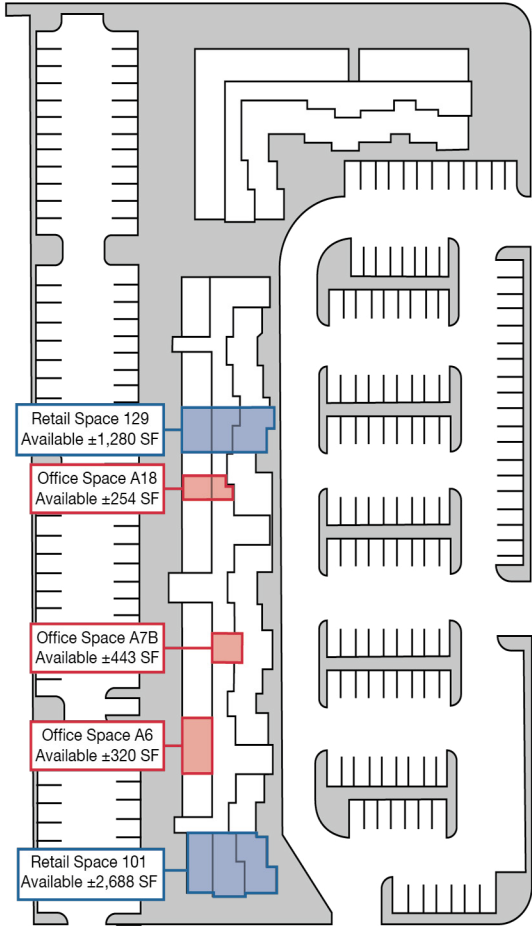 Retail Space 129
Available ±1,280 SF
Office Space A18
Available ±254 SF
Office Space A7B
Available ±443 SF
Office Space A6
Available ±320 SF
Retail Space 101
Available ±2,688 SF